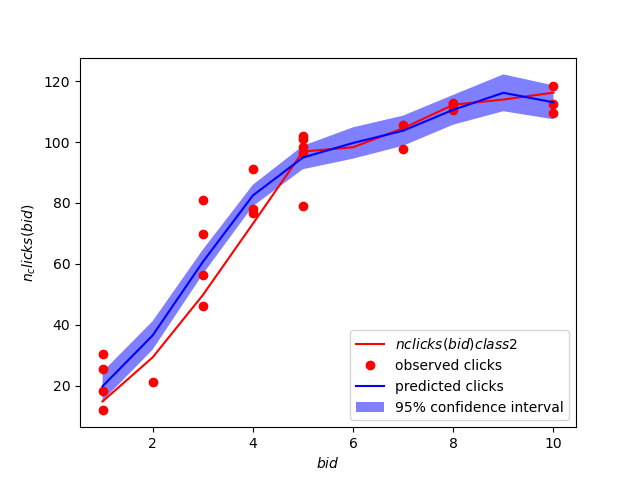 120
100
80
60
40
20
n_clicks(bid)
nclicks(bid)class2
observed clicks
predicted clicks
95% confidence interval
2
4
6
8
10
bid